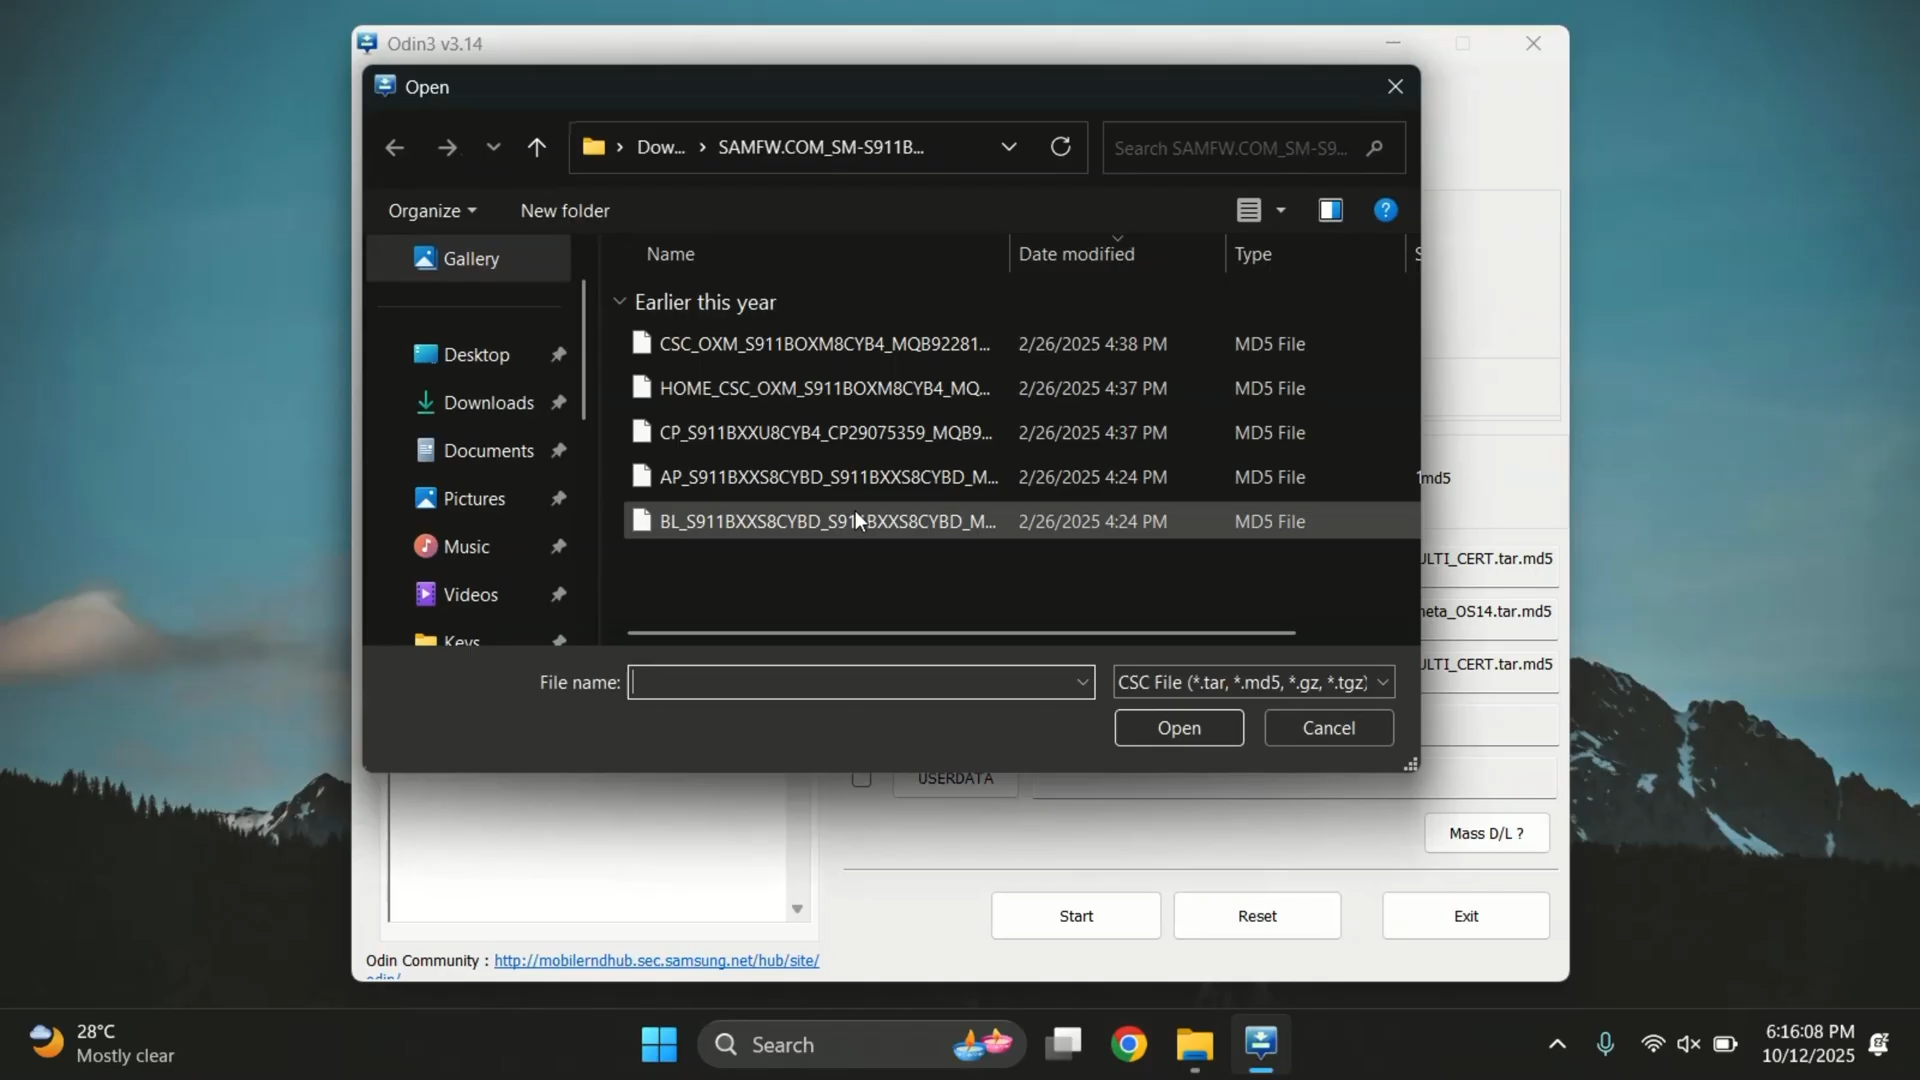 Odin3 v3.14
Open
Dow... › SAMFW.COM_SM-S911B...
Search SAMFW.COM_SM-S9...
Organize
New folder
Gallery
Desktop
Downloads
Documents
Pictures
Music
Videos
Keys
Name Date modified Type S
Earlier this year
CSC_OXM_S911BOXM8CYB4_MQB92281... 2/26/2025 4:38 PM MD5 File
HOME_CSC_OXM_S911BOXM8CYB4_MQ... 2/26/2025 4:37 PM MD5 File
CP_S911BXXU8CYB4_CP29075359_MQB9... 2/26/2025 4:37 PM MD5 File
AP_S911BXXS8CYBD_S911BXXS8CYBD_M... 2/26/2025 4:24 PM MD5 File
BL_S911BXXS8CYBD_S911BXXS8CYBD_M... 2/26/2025 4:24 PM MD5 File
md5
ULTI_CERT.tar.md5
neta_OS14.tar.md5
ULTI_CERT.tar.md5
File name:
CSC File (*.tar, *.md5, *.gz, *.tgz)
Open
Cancel
USERDATA
Mass D/L ?
Start
Reset
Exit
Odin Community : http://mobilerndhub.sec.samsung.net/hub/site/
odin/
28°C
Mostly clear
Search
6:16:08 PM
10/12/2025